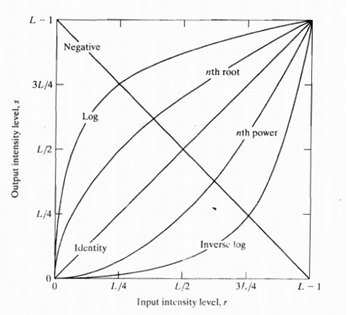 L − 1
Negative
nth root
3L/4
Log
Output intensity level, s
L/2
nth power
L/4
Identity
Inverse log
0
0
L/4
L/2
3L/4
L − 1
Input intensity level, r